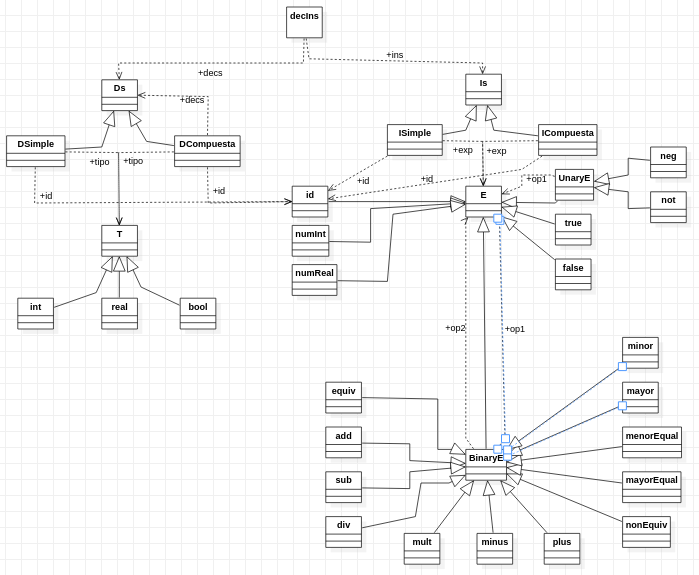 decIns
+ins
+decs
Ds
Is
+decs
DSimple
DCompuesta
ISimple
ICompuesta
+tipo
+tipo
+exp
+exp
neg
+id
+id
+id
+id
+op1
UnaryE
id
E
not
T
numInt
true
numReal
false
int
real
bool
+op2
+op1
minor
equiv
mayor
add
menorEqual
BinaryE
sub
mayorEqual
div
nonEquiv
mult
minus
plus